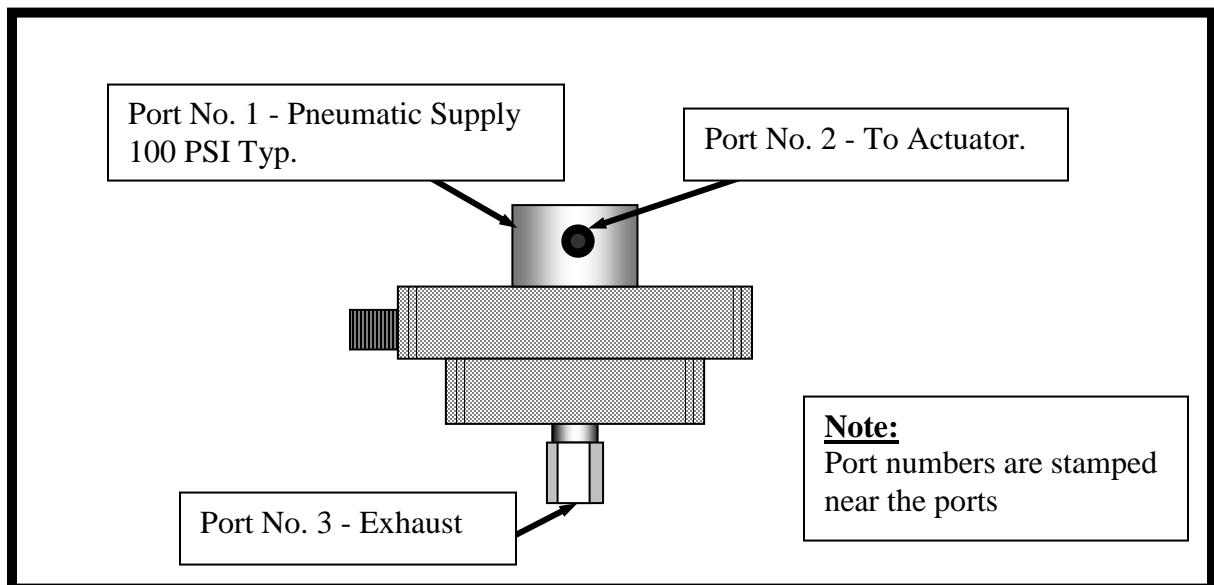 Port No. 1 - Pneumatic Supply
100 PSI Typ.
Port No. 2 - To Actuator.
Port No. 3 - Exhaust
Note:
Port numbers are stamped
near the ports